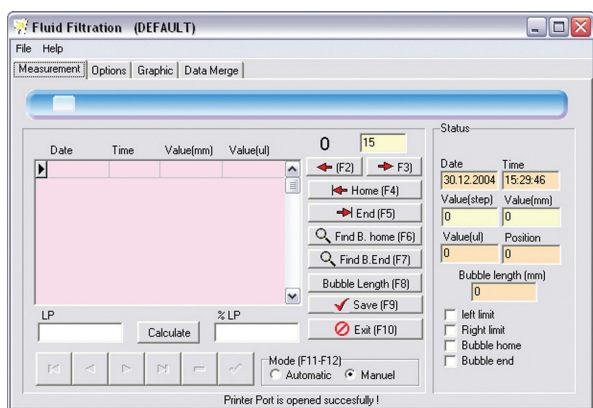 Fluid Filtration (DEFAULT)
File Help
Measurement Options Graphic Data Merge
Date Time Value(mm) Value(ul)
0 15
(F2) F3)
Home (F4)
End (F5)
Find B. home (F6)
Find B.End (F7)
Bubble Length (F8)
Save (F9)
Exit (F10)
LP % LP
Calculate
Mode (F11-F12)
Automatic Manuel
Status
Date Time
30.12.2004 15:29:46
Value(step) Value(mm)
0 0
Value(ul) Position
0 0
Bubble length (mm)
0
left limit
Right limit
Bubble home
Bubble end
Printer Port is opened succesfully !